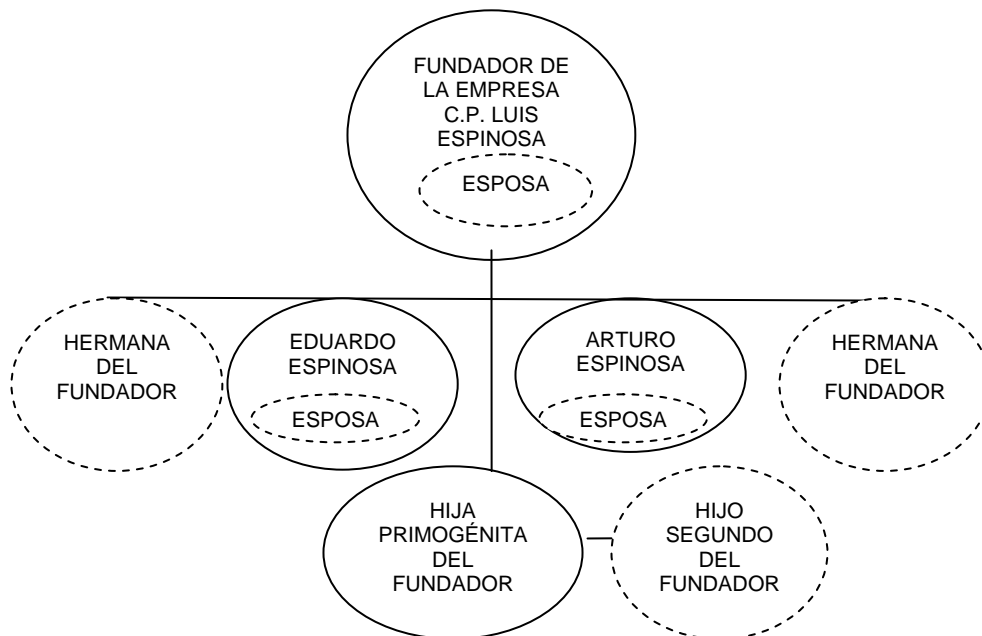 FUNDADOR DE
LA EMPRESA
C.P. LUIS
ESPINOSA
ESPOSA
HERMANA
DEL
FUNDADOR
EDUARDO
ESPINOSA
ESPOSA
ARTURO
ESPINOSA
ESPOSA
HERMANA
DEL
FUNDADOR
HIJA
PRIMOGÉNITA
DEL
FUNDADOR
HIJO
SEGUNDO
DEL
FUNDADOR